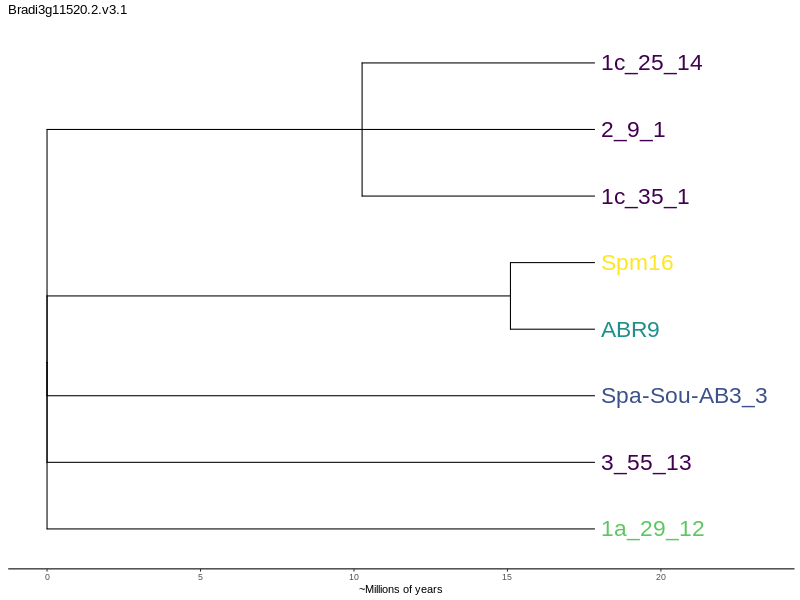 Bradi3g11520.2.v3.1
1c_25_14
2_9_1
1c_35_1
Spm16
ABR9
Spa-Sou-AB3_3
3_55_13
1a_29_12
0 5 10 15 20
~Millions of years